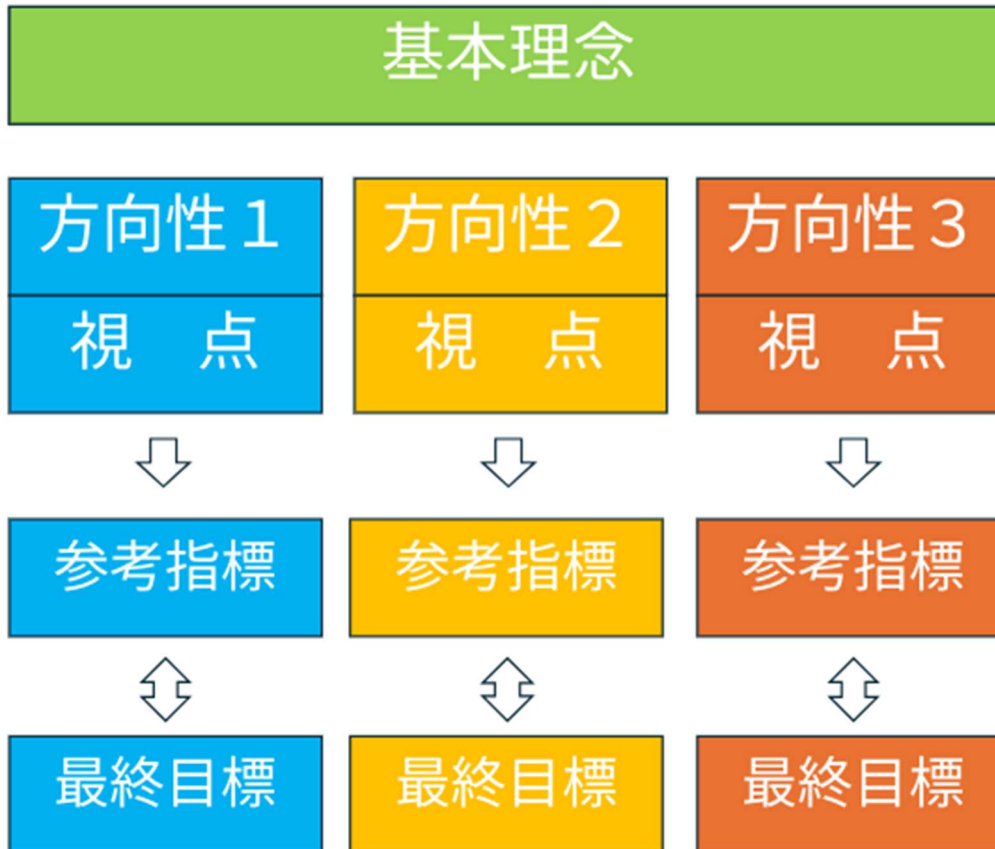 基本理念
方向性１
方向性２
方向性３
視　点
視　点
視　点
参考指標
参考指標
参考指標
最終目標
最終目標
最終目標